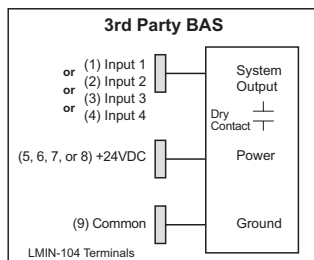 3rd Party BAS
(1) Input 1
or
(2) Input 2
or
(3) Input 3
or
(4) Input 4
System
Output
Dry
Contact
(5, 6, 7, or 8) +24VDC
Power
(9) Common
Ground
LMIN-104 Terminals